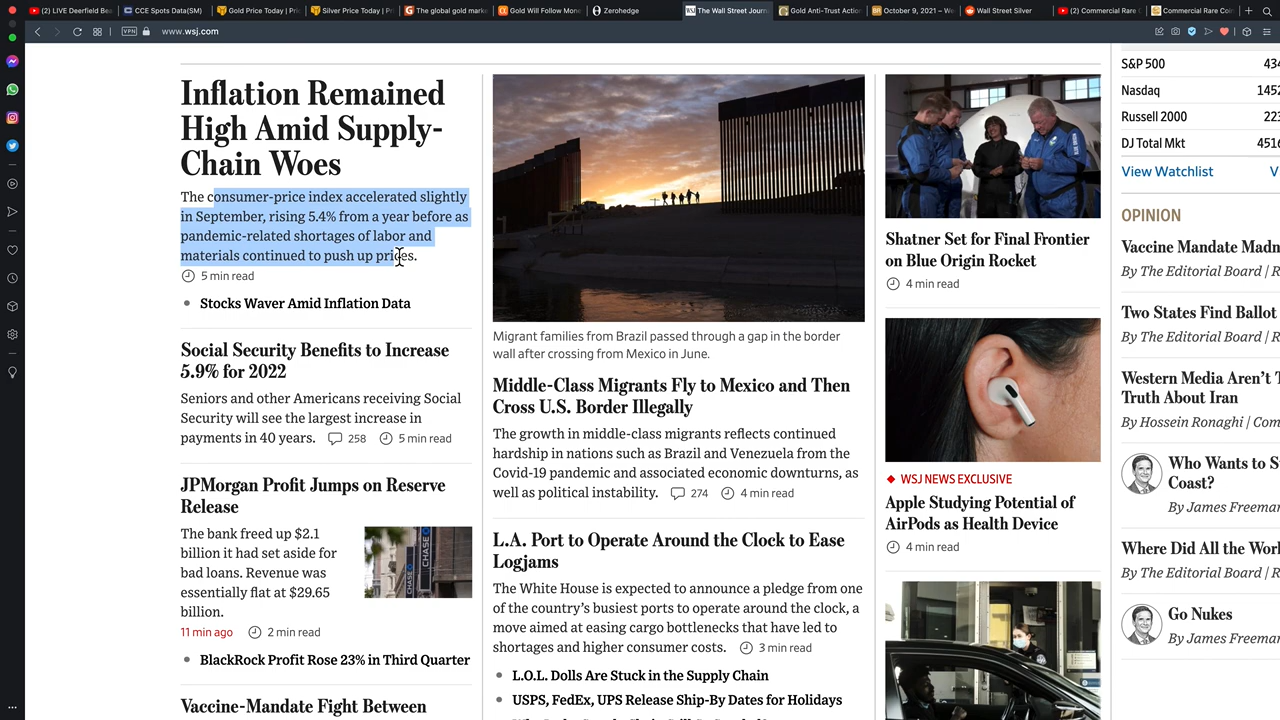 (2) LIVE Deerfield Bea
CCE Spots Data(SM)
Gold Price Today | Pri
Silver Price Today | P
The global gold marke
Gold Will Follow Mone
Zerohedge
The Wall Street Journ
Gold Anti-Trust Action
October 9, 2021 – We
Wall Street Silver
(2) Commercial Rare C
Commercial Rare Coin
VPN
www.wsj.com
Inflation Remained
High Amid Supply-
Chain Woes
The consumer-price index accelerated slightly
in September, rising 5.4% from a year before as
pandemic-related shortages of labor and
materials continued to push up prices.
5 min read
Stocks Waver Amid Inflation Data
Social Security Benefits to Increase
5.9% for 2022
Seniors and other Americans receiving Social
Security will see the largest increase in
payments in 40 years. 258 5 min read
JPMorgan Profit Jumps on Reserve
Release
The bank freed up $2.1
billion it had set aside for
bad loans. Revenue was
essentially flat at $29.65
billion.
11 min ago 2 min read
CHASE
CHASE
BlackRock Profit Rose 23% in Third Quarter
Vaccine-Mandate Fight Between
Migrant families from Brazil passed through a gap in the border
wall after crossing from Mexico in June.
Middle-Class Migrants Fly to Mexico and Then
Cross U.S. Border Illegally
The growth in middle-class migrants reflects continued
hardship in nations such as Brazil and Venezuela from the
Covid-19 pandemic and associated economic downturns, as
well as political instability. 274 4 min read
L.A. Port to Operate Around the Clock to Ease
Logjams
The White House is expected to announce a pledge from one
of the country's busiest ports to operate around the clock, a
move aimed at easing cargo bottlenecks that have led to
shortages and higher consumer costs. 3 min read
L.O.L. Dolls Are Stuck in the Supply Chain
USPS, FedEx, UPS Release Ship-By Dates for Holidays
Shatner Set for Final Frontier
on Blue Origin Rocket
4 min read
WSJ NEWS EXCLUSIVE
Apple Studying Potential of
AirPods as Health Device
4 min read
S&P 500 434
Nasdaq 1452
Russell 2000 223
DJ Total Mkt 4516
View Watchlist V
OPINION
Vaccine Mandate Madn
By The Editorial Board | R
Two States Find Ballot
By The Editorial Board | R
Western Media Aren't T
Truth About Iran
By Hossein Ronaghi | Com
Who Wants to S
Coast?
By James Freeman
Where Did All the Work
By The Editorial Board | R
Go Nukes
By James Freeman